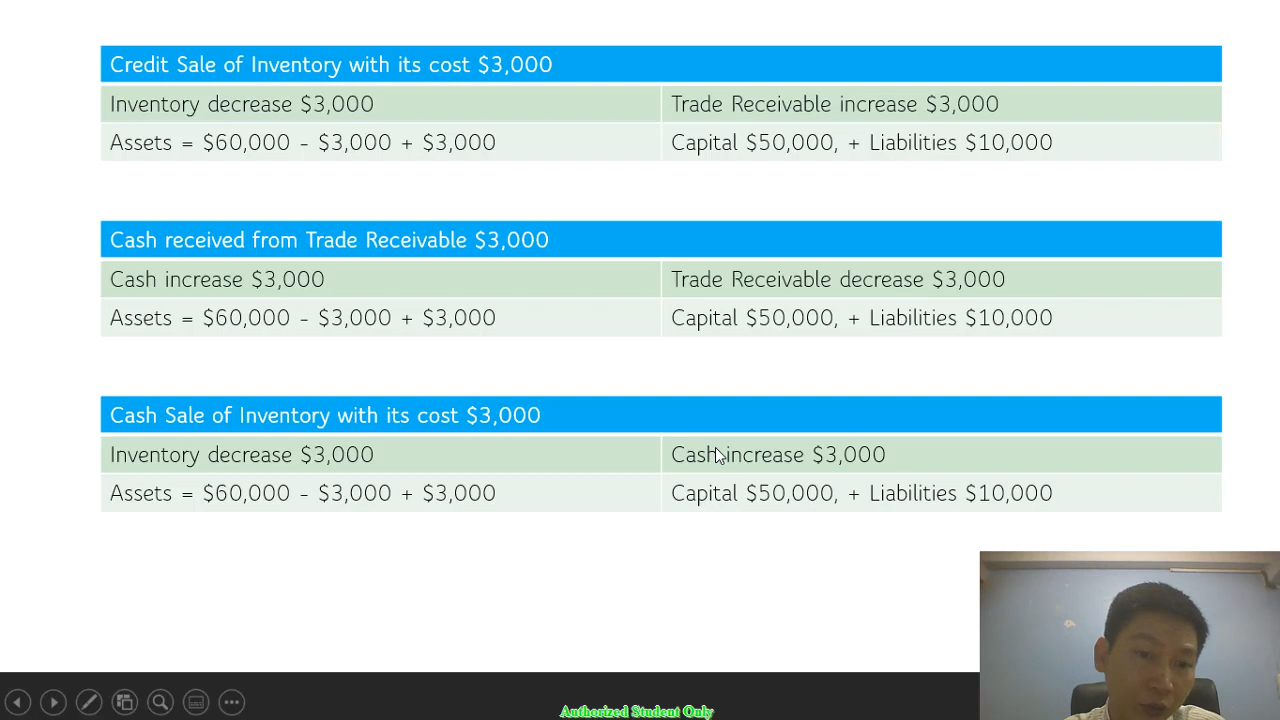 Credit Sale of Inventory with its cost $3,000
Inventory decrease $3,000
Trade Receivable increase $3,000
Assets = $60,000 - $3,000 + $3,000
Capital $50,000, + Liabilities $10,000
Cash received from Trade Receivable $3,000
Cash increase $3,000
Trade Receivable decrease $3,000
Assets = $60,000 - $3,000 + $3,000
Capital $50,000, + Liabilities $10,000
Cash Sale of Inventory with its cost $3,000
Inventory decrease $3,000
Cash increase $3,000
Assets = $60,000 - $3,000 + $3,000
Capital $50,000, + Liabilities $10,000
Authorized Student Only